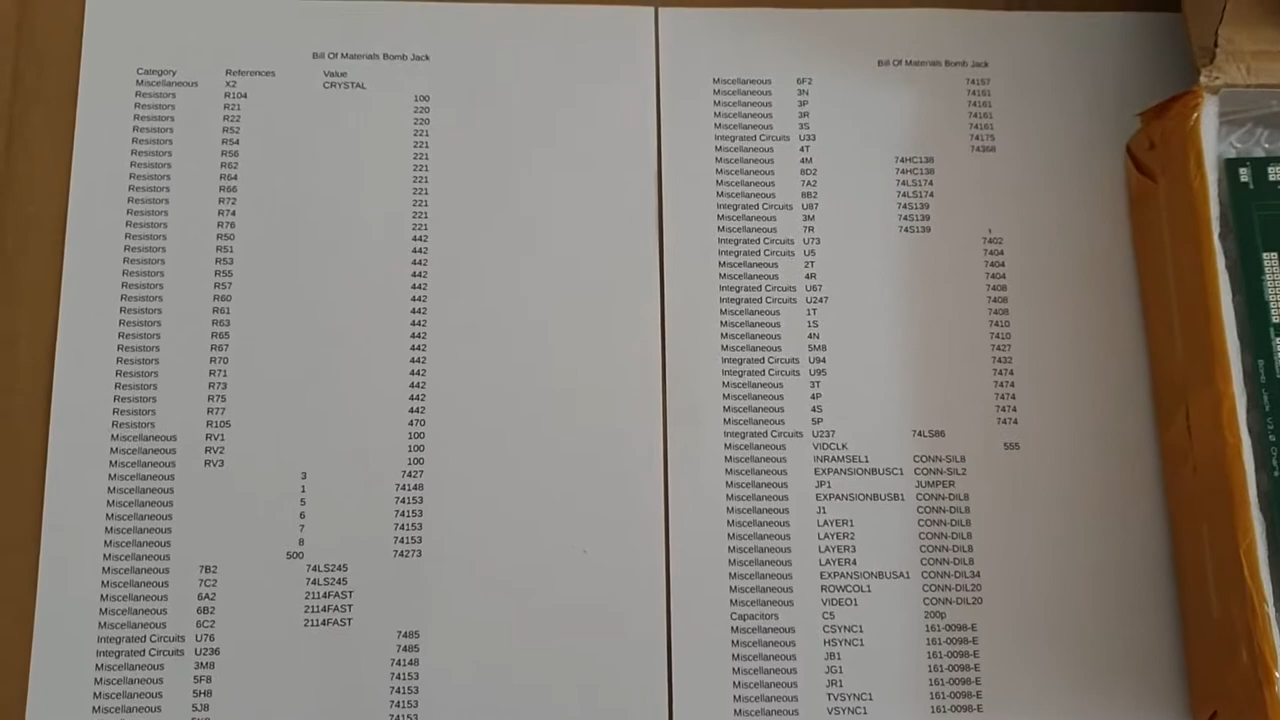 Bill Of Materials Bomb Jack
Category References Value
Miscellaneous X2 CRYSTAL
Resistors R104 100
Resistors R21 220
Resistors R22 220
Resistors R52 221
Resistors R54 221
Resistors R56 221
Resistors R62 221
Resistors R64 221
Resistors R66 221
Resistors R72 221
Resistors R74 221
Resistors R76 221
Resistors R50 442
Resistors R51 442
Resistors R53 442
Resistors R55 442
Resistors R57 442
Resistors R60 442
Resistors R61 442
Resistors R63 442
Resistors R65 442
Resistors R67 442
Resistors R70 442
Resistors R71 442
Resistors R73 442
Resistors R75 442
Resistors R77 442
Resistors R105 470
Miscellaneous RV1 100
Miscellaneous RV2 100
Miscellaneous RV3 100
Miscellaneous 3 7427
Miscellaneous 1 74148
Miscellaneous 5 74153
Miscellaneous 6 74153
Miscellaneous 7 74153
Miscellaneous 8 74153
Miscellaneous 500 74273
Miscellaneous 7B2 74LS245
Miscellaneous 7C2 74LS245
Miscellaneous 6A2 2114FAST
Miscellaneous 6B2 2114FAST
Miscellaneous 6C2 2114FAST
Integrated Circuits U76 7485
Integrated Circuits U236 7485
Miscellaneous 3M8 74148
Miscellaneous 5F8 74153
Miscellaneous 5H8 74153
Miscellaneous 5J8 74153
74153
Bill Of Materials Bomb Jack
Miscellaneous 6F2 74157
Miscellaneous 3N 74161
Miscellaneous 3P 74161
Miscellaneous 3R 74161
Miscellaneous 3S 74161
Integrated Circuits U33 74175
Miscellaneous 4T 74368
Miscellaneous 4M 74HC138
Miscellaneous 8D2 74HC138
Miscellaneous 7A2 74LS174
Miscellaneous 8B2 74LS174
Integrated Circuits U87 74S139
Miscellaneous 3M 74S139
Miscellaneous 7R 74S139
Integrated Circuits U73 7402
Integrated Circuits U5 7404
Miscellaneous 2T 7404
Miscellaneous 4R 7404
Integrated Circuits U67 7408
Integrated Circuits U247 7408
Miscellaneous 1T 7408
Miscellaneous 1S 7410
Miscellaneous 4N 7410
Miscellaneous 5M8 7427
Integrated Circuits U94 7432
Integrated Circuits U95 7474
Miscellaneous 3T 7474
Miscellaneous 4P 7474
Miscellaneous 4S 7474
Miscellaneous 5P 7474
Integrated Circuits U237 74LS86
Miscellaneous VIDCLK 555
Miscellaneous INRAMSEL1 CONN-SIL8
Miscellaneous EXPANSIONBUSC1 CONN-SIL2
Miscellaneous JP1 JUMPER
Miscellaneous EXPANSIONBUSB1 CONN-DIL8
Miscellaneous J1 CONN-DIL8
Miscellaneous LAYER1 CONN-DIL8
Miscellaneous LAYER2 CONN-DIL8
Miscellaneous LAYER3 CONN-DIL8
Miscellaneous LAYER4 CONN-DIL8
Miscellaneous EXPANSIONBUSA1 CONN-DIL34
Miscellaneous ROWCOL1 CONN-DIL20
Miscellaneous VIDEO1 CONN-DIL20
Capacitors C5 200p
Miscellaneous CSYNC1 161-0098-E
Miscellaneous HSYNC1 161-0098-E
Miscellaneous JB1 161-0098-E
Miscellaneous JG1 161-0098-E
Miscellaneous JR1 161-0098-E
Miscellaneous TVSYNC1 161-0098-E
Miscellaneous VSYNC1 161-0098-E
Bomb Jack V3.0